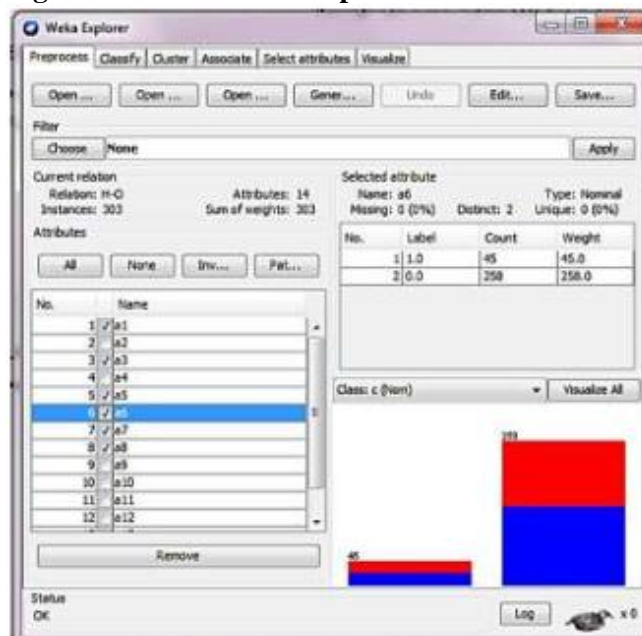 Weka Explorer
Preprocess Classify Cluster Associate Select attributes Visualize
Open ... Open ... Open ... Gener... Undo Edit... Save...
Filter
Choose None Apply
Current relation
Relation: H-O Attributes: 14
Instances: 303 Sum of weights: 303
Selected attribute
Name: a6 Type: Nominal
Missing: 0 (0%) Distinct: 2 Unique: 0 (0%)
No. Label Count Weight
1 1.0 45 45.0
2 0.0 258 258.0
Attributes
All None Inv... Pat...
No. Name
1 a1
2 a2
3 a3
4 a4
5 a5
6 a6
7 a7
8 a8
9 a9
10 a10
11 a11
12 a12
Remove
Class: c (Nom) Visualize All
45
258
Status
OK
Log x 0